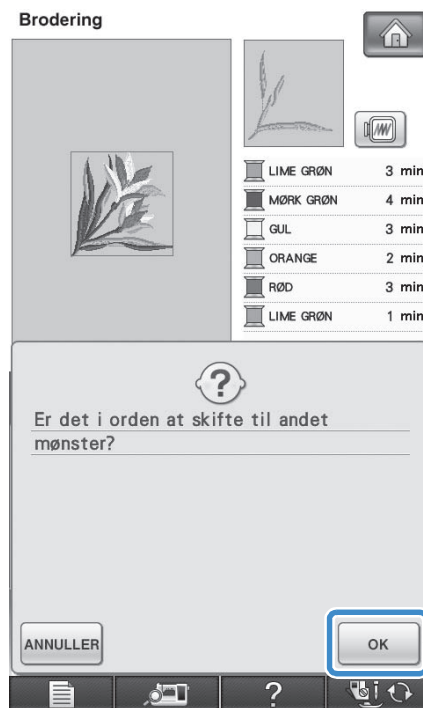 Brodering
LIME GRØN 3 min
MØRK GRØN 4 min
GUL 3 min
ORANGE 2 min
RØD 3 min
LIME GRØN 1 min
?
Er det i orden at skifte til andet
mønster?
ANNULLER
OK
?